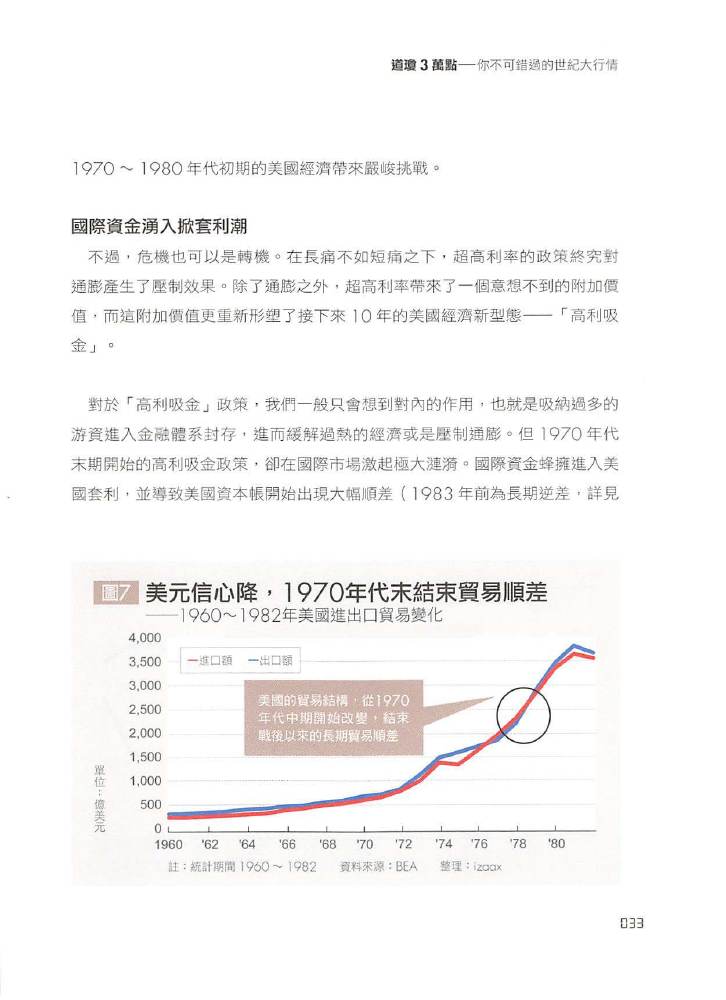 道瓊3萬點──你不可錯過的世紀大行情
1970～1980年代初期的美國經濟帶來嚴峻挑戰。
國際資金湧入掀套利潮
不過，危機也可以是轉機。在長痛不如短痛之下，超高利率的政策終究對
通膨產生了壓制效果。除了通膨之外，超高利率帶來了一個意想不到的附加價
值，而這附加價值更重新形塑了接下來10年的美國經濟新型態──「高利吸
金」。
對於「高利吸金」政策，我們一般只會想到對內的作用，也就是吸納過多的
游資進入金融體系封存，進而緩解過熱的經濟或是壓制通膨。但1970年代
末期開始的高利吸金政策，卻在國際市場激起極大漣漪。國際資金蜂擁進入美
國套利，並導致美國資本帳開始出現大幅順差（1983年前為長期逆差，詳見
圖7 美元信心降，1970年代末結束貿易順差
──1960～1982年美國進出口貿易變化
4,000
3,500
3,000
2,500
2,000
1,500
1,000
500
0
單位：億美元
進口額 出口額
美國的貿易結構，從1970
年代中期開始改變，結束
戰後以來的長期貿易順差
1960 '62 '64 '66 '68 '70 '72 '74 '76 '78 '80
註：統計期間1960～1982 資料來源：BEA 整理：izaax
033